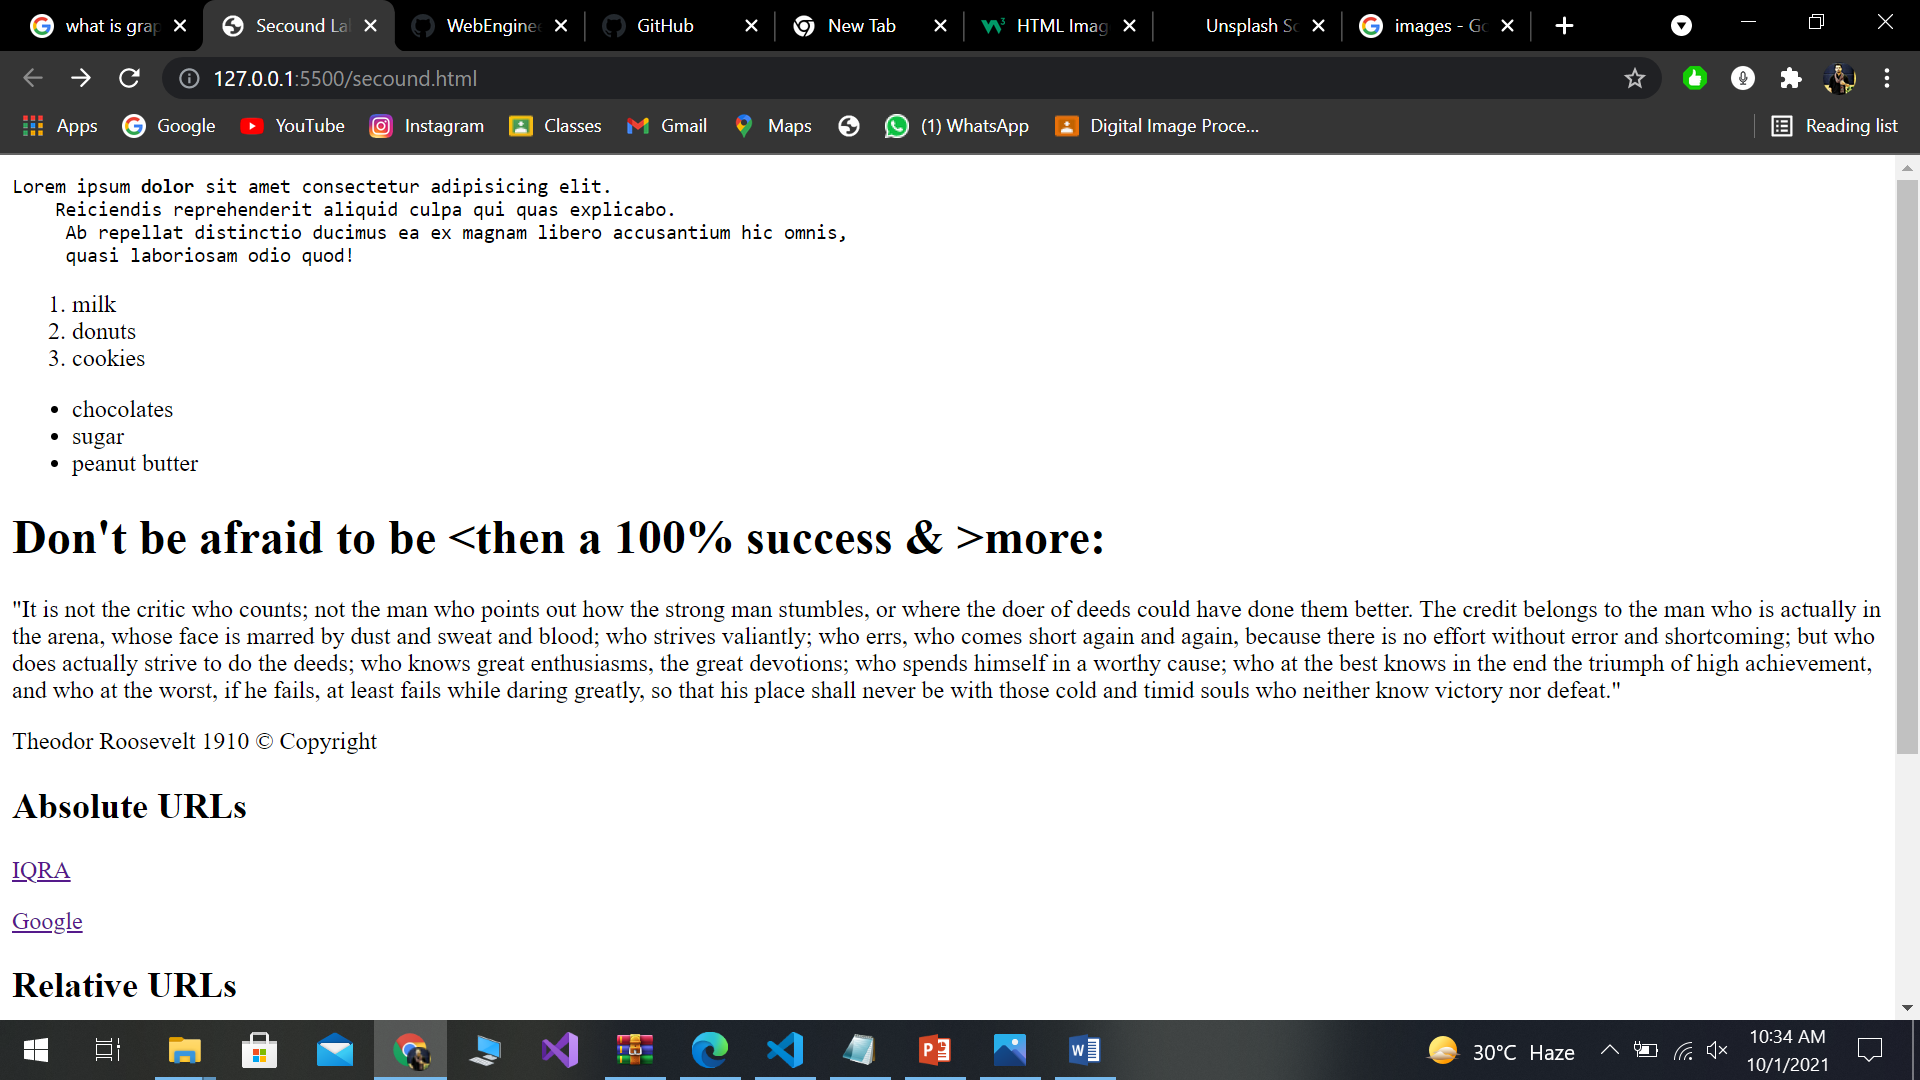 what is grap
Secound La
WebEnginee
GitHub
New Tab
HTML Imag
Unsplash So
images - Go
127.0.0.1:5500/secound.html
Apps
Google
YouTube
Instagram
Classes
Gmail
Maps
(1) WhatsApp
Digital Image Proce...
Reading list
Lorem ipsum dolor sit amet consectetur adipisicing elit.
Reiciendis reprehenderit aliquid culpa qui quas explicabo.
Ab repellat distinctio ducimus ea ex magnam libero accusantium hic omnis,
quasi laboriosam odio quod!
1. milk
2. donuts
3. cookies
• chocolates
• sugar
• peanut butter
Don't be afraid to be <then a 100% success & >more:
"It is not the critic who counts; not the man who points out how the strong man stumbles, or where the doer of deeds could have done them better. The credit belongs to the man who is actually in
the arena, whose face is marred by dust and sweat and blood; who strives valiantly; who errs, who comes short again and again, because there is no effort without error and shortcoming; but who
does actually strive to do the deeds; who knows great enthusiasms, the great devotions; who spends himself in a worthy cause; who at the best knows in the end the triumph of high achievement,
and who at the worst, if he fails, at least fails while daring greatly, so that his place shall never be with those cold and timid souls who neither know victory nor defeat."
Theodor Roosevelt 1910 © Copyright
Absolute URLs
IQRA
Google
Relative URLs
30°C Haze
10:34 AM
10/1/2021